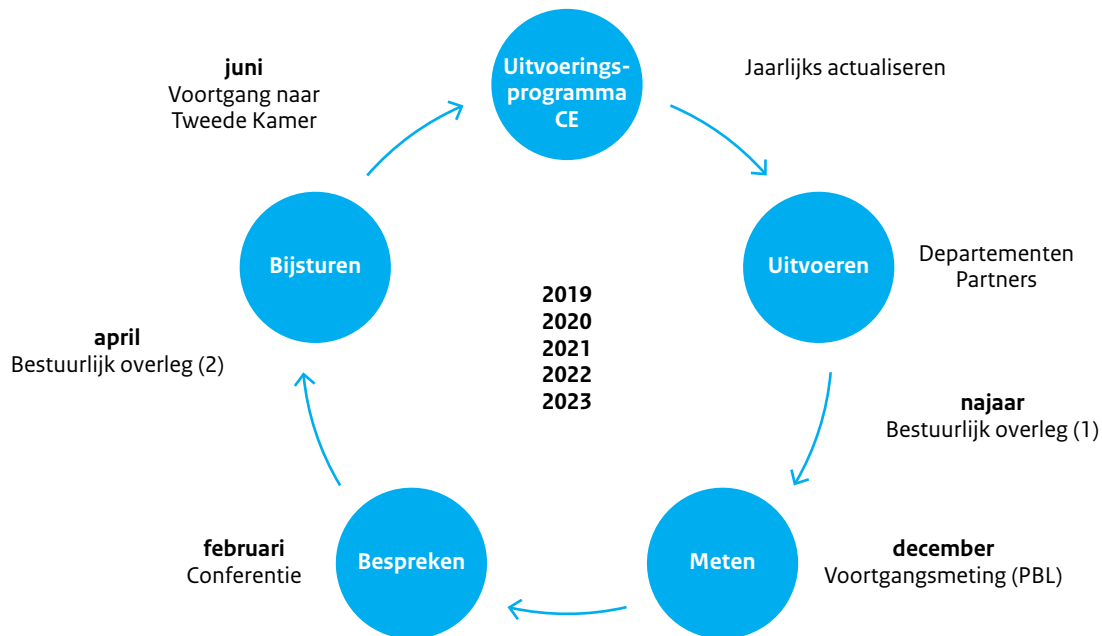 Uitvoerings-
programma
CE
Jaarlijks actualiseren
juni
Voortgang naar
Tweede Kamer
Bijsturen
Uitvoeren
Departementen
Partners
2019
2020
2021
2022
2023
april
Bestuurlijk overleg (2)
najaar
Bestuurlijk overleg (1)
februari
Conferentie
Bespreken
Meten
december
Voortgangsmeting (PBL)